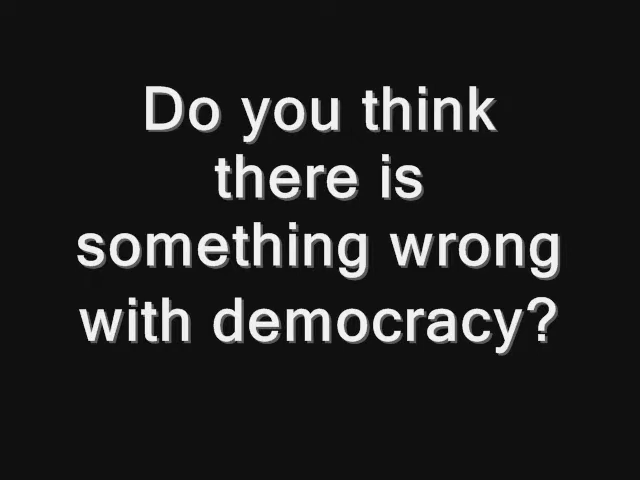 Do you think
there is
something wrong
with democracy?